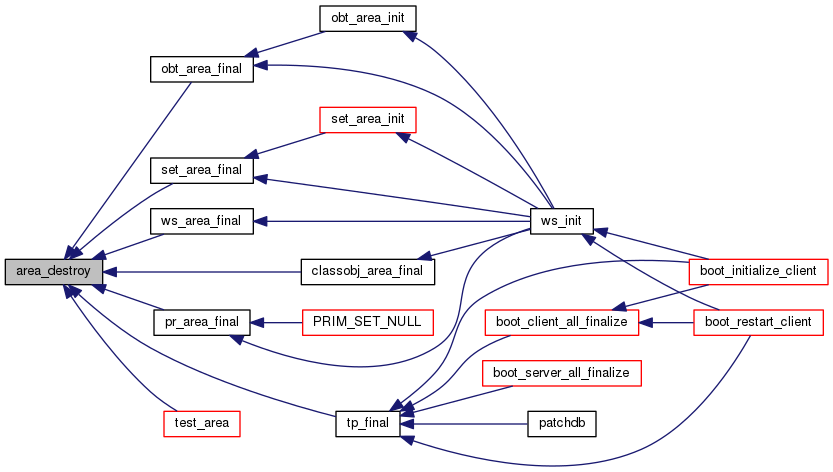 obt_area_init
obt_area_final
set_area_init
set_area_final
ws_area_final
ws_init
area_destroy
classobj_area_final
boot_initialize_client
pr_area_final
PRIM_SET_NULL
boot_client_all_finalize
boot_restart_client
boot_server_all_finalize
test_area
tp_final
patchdb